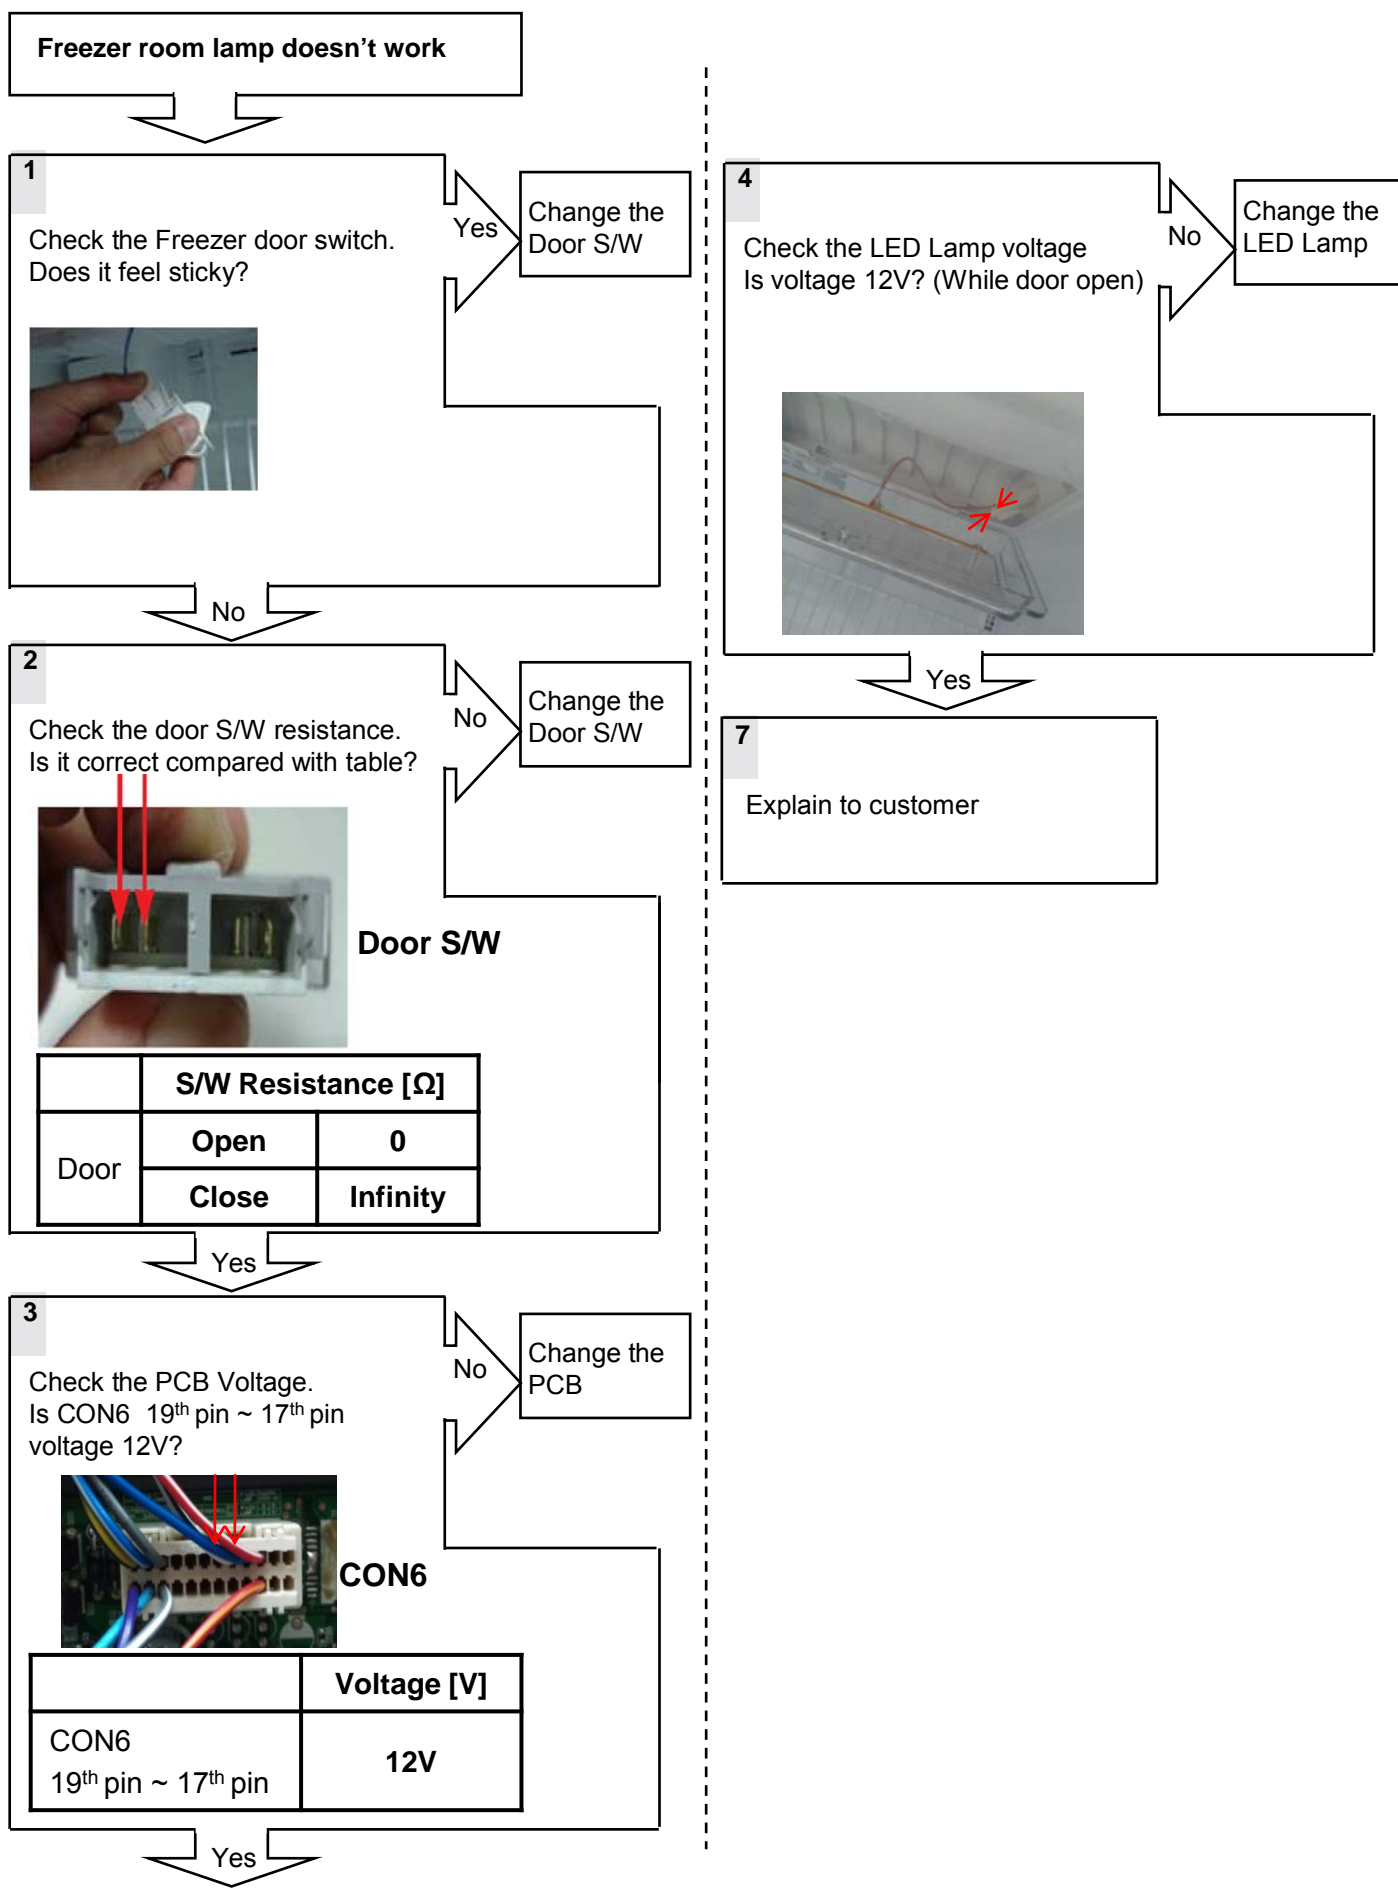 Freezer room lamp doesn’t work
1
Check the Freezer door switch.
Does it feel sticky?
Yes
Change the
Door S/W
No
2
Check the door S/W resistance.
Is it correct compared with table?
No
Change the
Door S/W
Door S/W
S/W Resistance [Ω]
Door
Open
0
Close
Infinity
Yes
3
Check the PCB Voltage.
Is CON6 19th pin ~ 17th pin
voltage 12V?
No
Change the
PCB
CON6
Voltage [V]
CON6
19th pin ~ 17th pin
12V
Yes
4
Check the LED Lamp voltage
Is voltage 12V? (While door open)
No
Change the
LED Lamp
Yes
7
Explain to customer